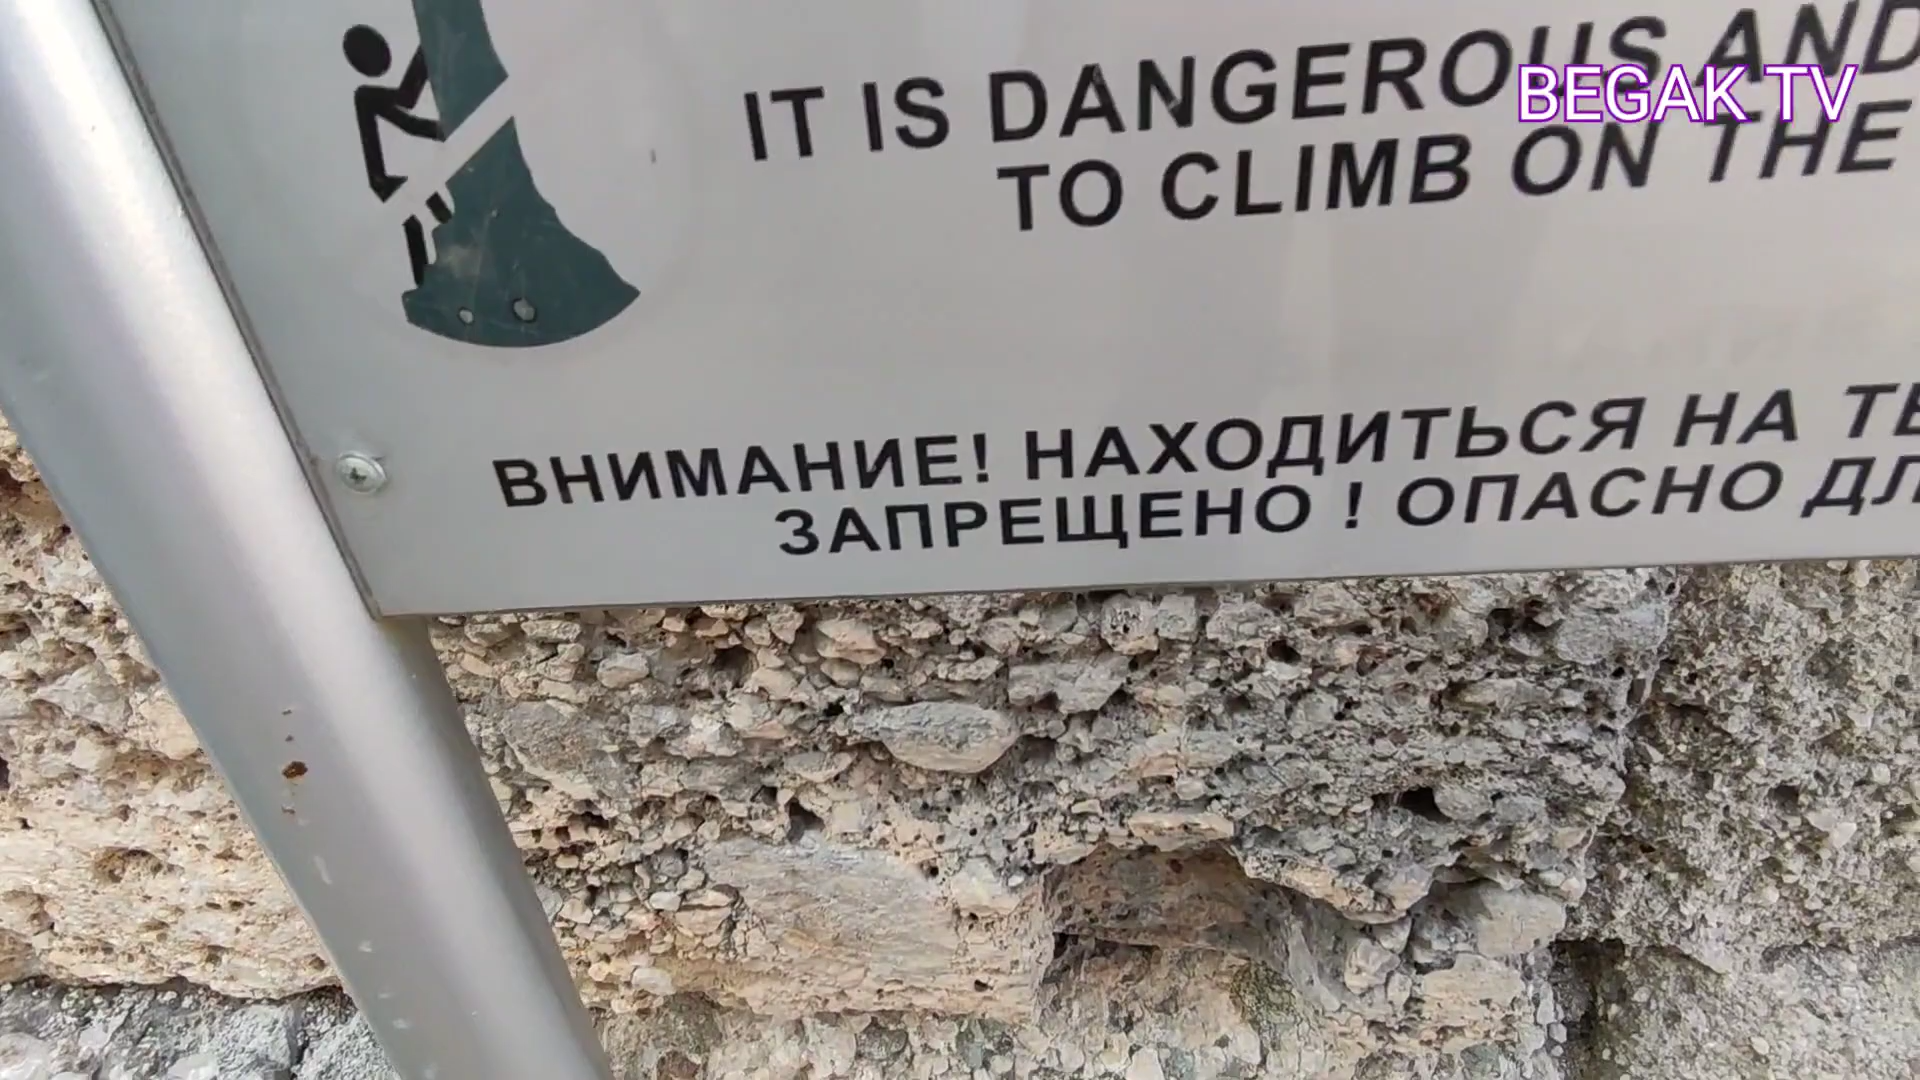 IT IS DANGEROUS AND
BEGAK TV
TO CLIMB ON THE
ВНИМАНИЕ! НАХОДИТЬСЯ НА
ЗАПРЕЩЕНО ! ОПАСНО